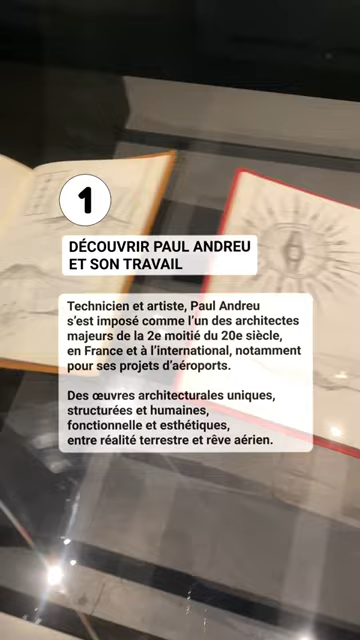 1
DÉCOUVRIR PAUL ANDREU
ET SON TRAVAIL
Technicien et artiste, Paul Andreu
s'est imposé comme l'un des architectes
majeurs de la 2e moitié du 20e siècle,
en France et à l'international, notamment
pour ses projets d'aéroports.
Des œuvres architecturales uniques,
structurées et humaines,
fonctionnelle et esthétiques,
entre réalité terrestre et rêve aérien.